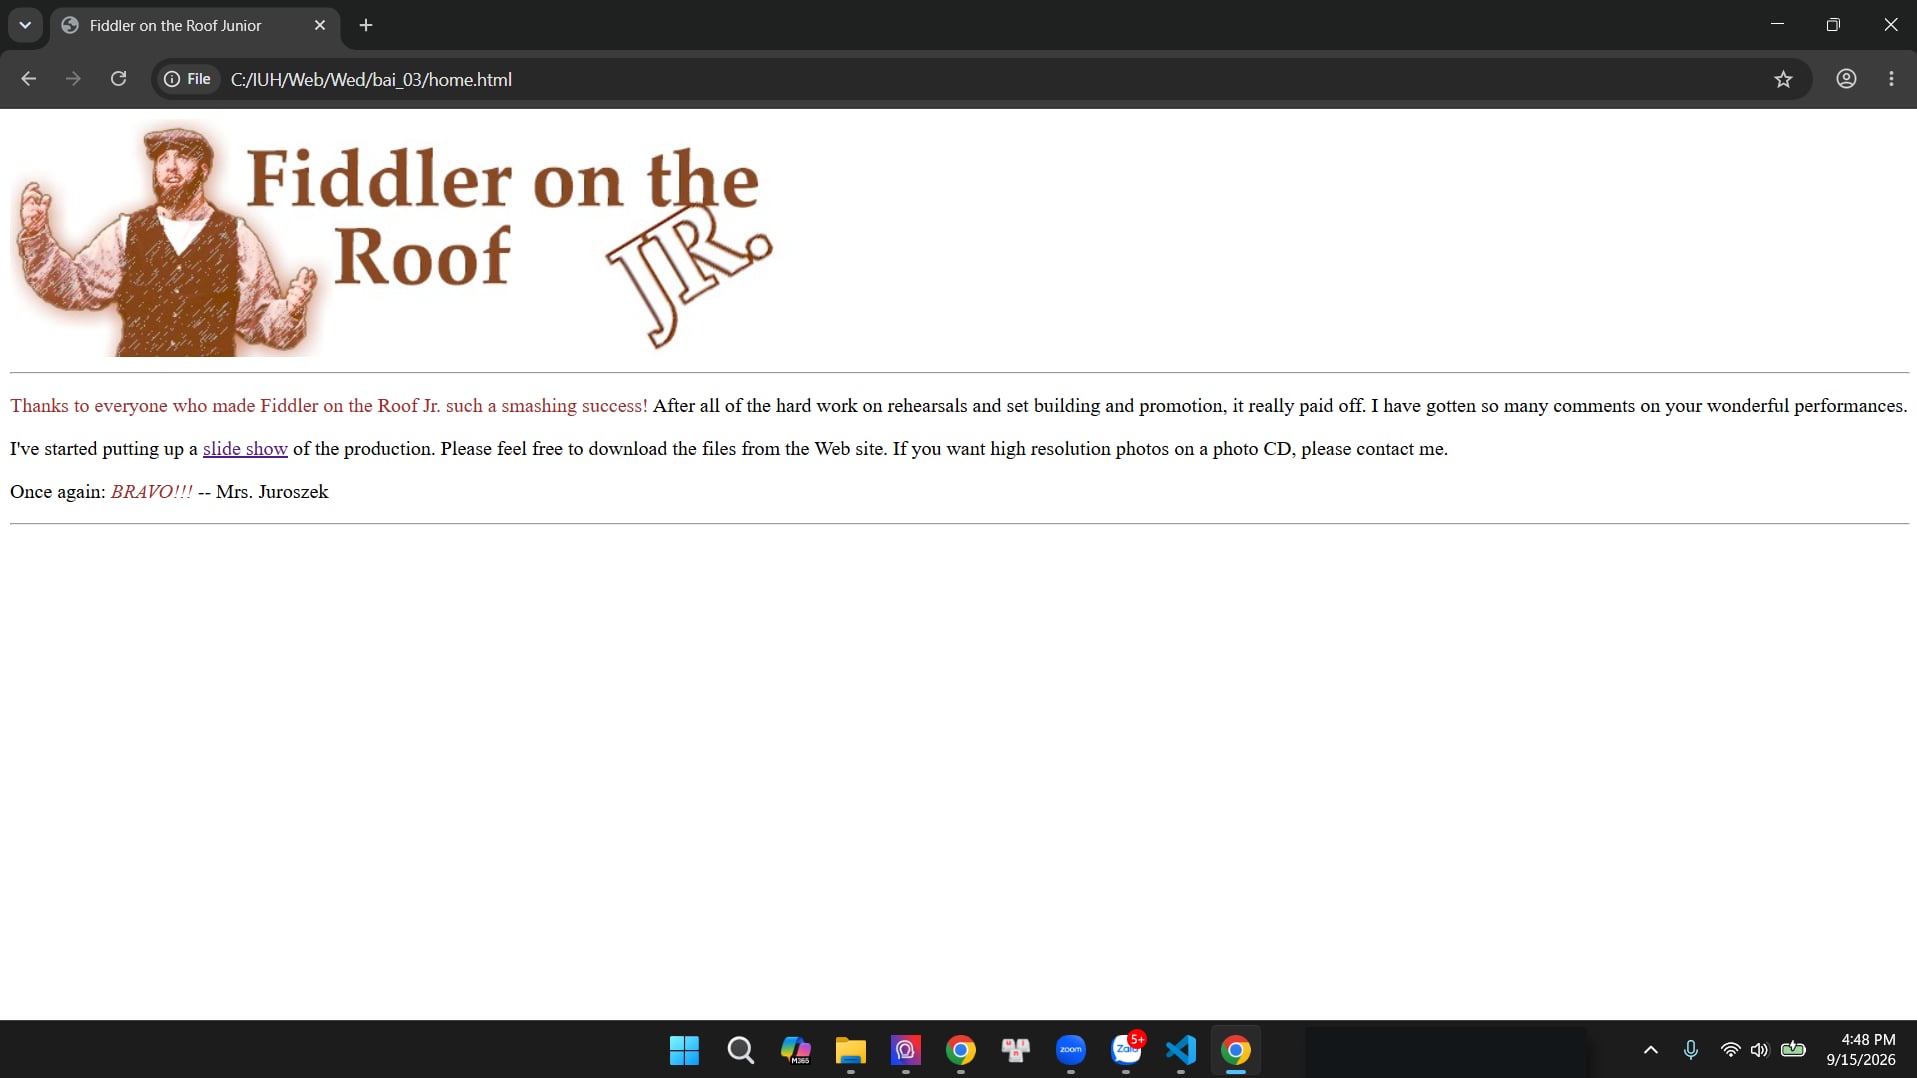 Fiddler on the Roof Junior
File
C:/IUH/Web/Wed/bai_03/home.html
Fiddler on the
Roof
JR.
Thanks to everyone who made Fiddler on the Roof Jr. such a smashing success! After all of the hard work on rehearsals and set building and promotion, it really paid off. I have gotten so many comments on your wonderful performances.
I've started putting up a slide show of the production. Please feel free to download the files from the Web site. If you want high resolution photos on a photo CD, please contact me.
Once again: BRAVO!!! -- Mrs. Juroszek
M365
zoom
Zalo
5+
4:48 PM
9/15/2026